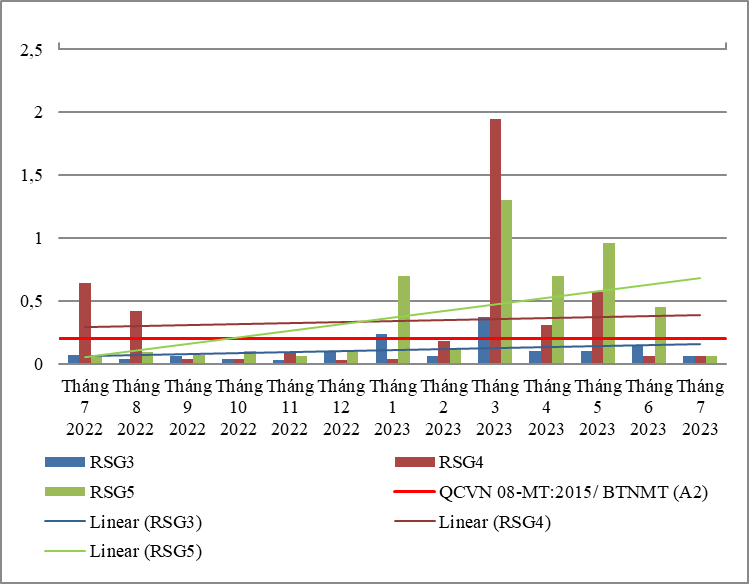 2,5
2
1,5
1
0,5
0
Tháng 7 2022
Tháng 8 2022
Tháng 9 2022
Tháng 10 2022
Tháng 11 2022
Tháng 12 2022
Tháng 1 2023
Tháng 2 2023
Tháng 3 2023
Tháng 4 2023
Tháng 5 2023
Tháng 6 2023
Tháng 7 2023
RSG3
RSG4
RSG5
QCVN 08-MT:2015/ BTNMT (A2)
Linear (RSG3)
Linear (RSG4)
Linear (RSG5)